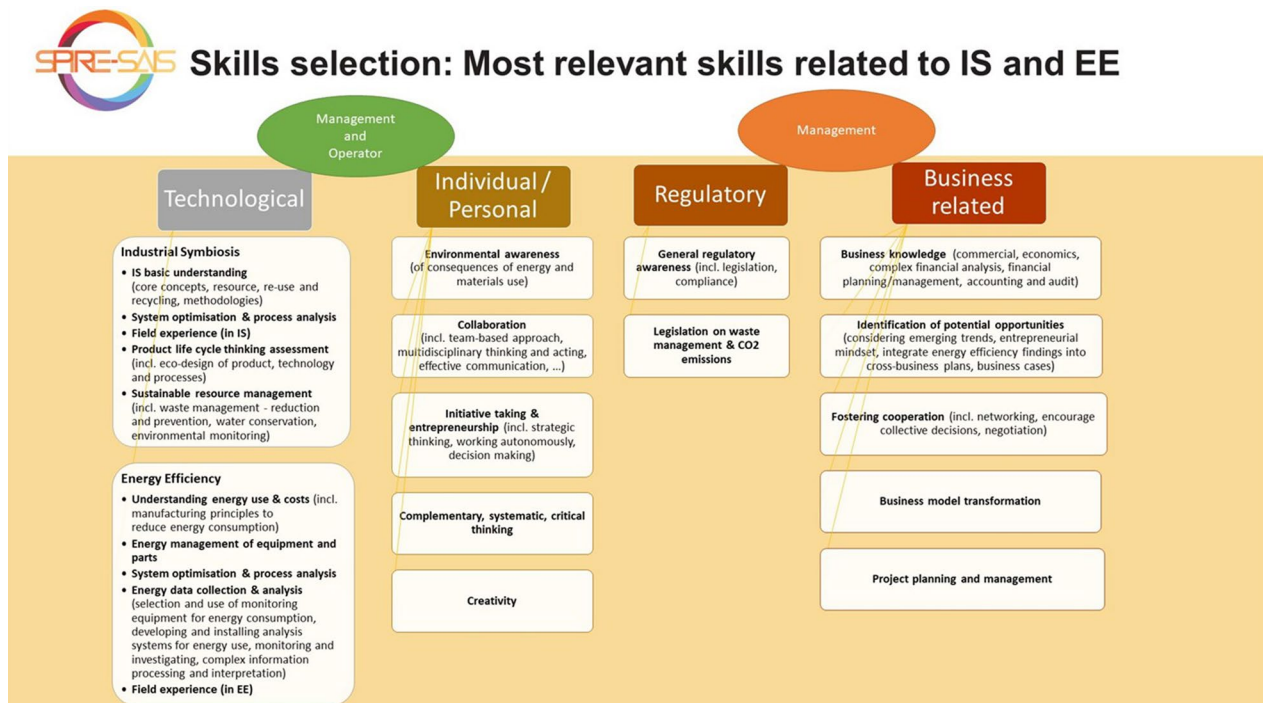 SPIRE-SAIS
Skills selection: Most relevant skills related to IS and EE
Management
and
Operator
Management
Technological
Individual /
Personal
Regulatory
Business
related
Industrial Symbiosis
• IS basic understanding
(core concepts, resource, re-use and
recycling, methodologies)
• System optimisation & process analysis
• Field experience (in IS)
• Product life cycle thinking assessment
(incl. eco-design of product, technology
and processes)
• Sustainable resource management
(incl. waste management - reduction
and prevention, water conservation,
environmental monitoring)
Energy Efficiency
• Understanding energy use & costs (incl.
manufacturing principles to
reduce energy consumption)
• Energy management of equipment and
parts
• System optimisation & process analysis
• Energy data collection & analysis
(selection and use of monitoring
equipment for energy consumption,
developing and installing analysis
systems for energy use, monitoring and
investigating, complex information
processing and interpretation)
• Field experience (in EE)
Environmental awareness
(of consequences of energy and
materials use)
Collaboration
(incl. team-based approach,
multidisciplinary thinking and acting,
effective communication, ...)
Initiative taking &
entrepreneurship (incl. strategic
thinking, working autonomously,
decision making)
Complementary, systematic, critical
thinking
Creativity
General regulatory
awareness (incl. legislation,
compliance)
Legislation on waste
management & CO2
emissions
Business knowledge (commercial, economics,
complex financial analysis, financial
planning/management, accounting and audit)
Identification of potential opportunities
(considering emerging trends, entrepreneurial
mindset, integrate energy efficiency findings into
cross-business plans, business cases)
Fostering cooperation (incl. networking, encourage
collective decisions, negotiation)
Business model transformation
Project planning and management